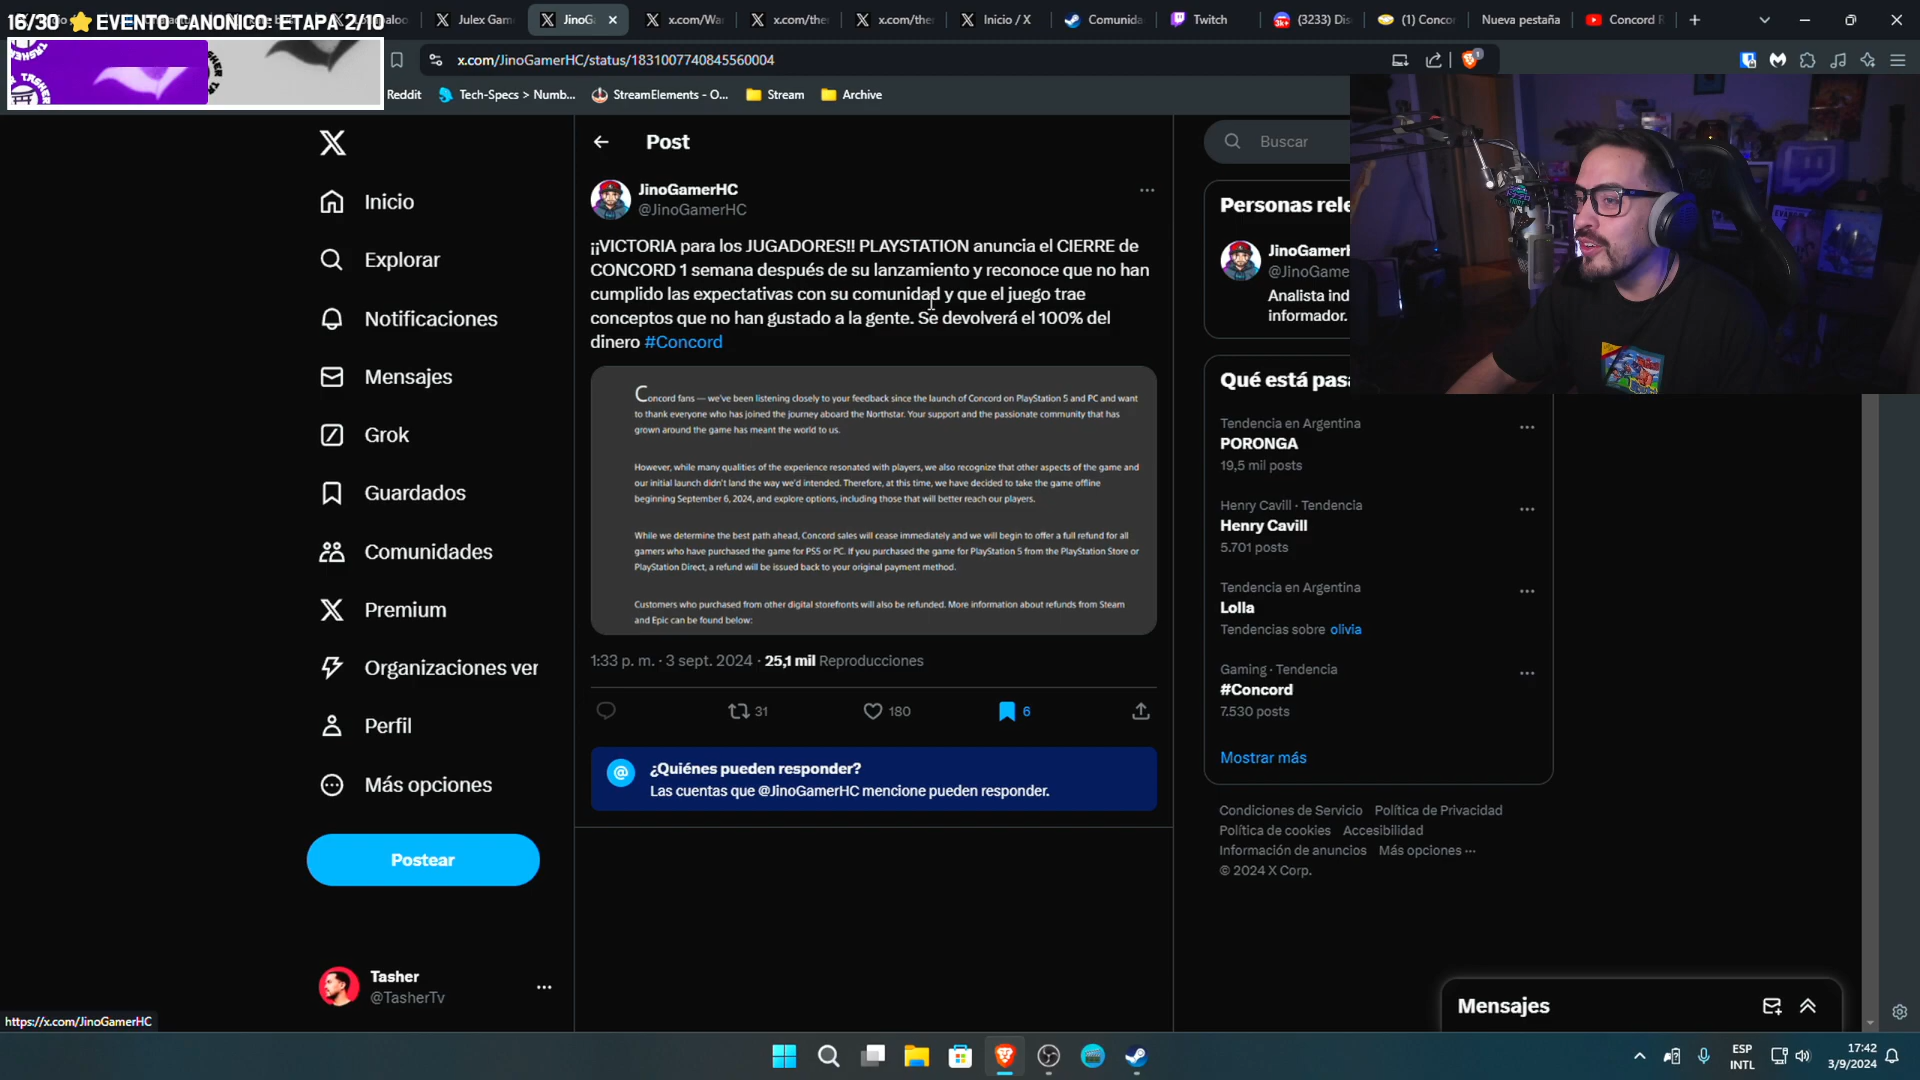 16/30 ⭐ EVENTO CANONICO: ETAPA 2/10
Julex Gam
JinoG
x.com/Wa
x.com/the
x.com/the
Inicio / X
Comunida
Twitch
(3233) Dis
(1) Concor
Nueva pestaña
Concord R
x.com/JinoGamerHC/status/1831007740845560004
1
Reddit
Tech-Specs > Numb...
StreamElements - O...
Stream
Archive
Inicio
Explorar
Notificaciones
Mensajes
Grok
Guardados
Comunidades
Premium
Organizaciones ver
Perfil
Más opciones
Postear
Tasher
@TasherTv
https://x.com/JinoGamerHC
Post
JinoGamerHC
@JinoGamerHC
¡¡VICTORIA para los JUGADORES!! PLAYSTATION anuncia el CIERRE de
CONCORD 1 semana después de su lanzamiento y reconoce que no han
cumplido las expectativas con su comunidad y que el juego trae
conceptos que no han gustado a la gente. Se devolverá el 100% del
dinero #Concord
Concord fans — we've been listening closely to your feedback since the launch of Concord on PlayStation 5 and PC and want
to thank everyone who has joined the journey aboard the Northstar. Your support and the passionate community that has
grown around the game has meant the world to us.
However, while many qualities of the experience resonated with players, we also recognize that other aspects of the game and
our initial launch didn't land the way we'd intended. Therefore, at this time, we have decided to take the game offline
beginning September 6, 2024, and explore options, including those that will better reach our players.
While we determine the best path ahead, Concord sales will cease immediately and we will begin to offer a full refund for all
gamers who have purchased the game for PS5 or PC. If you purchased the game for PlayStation 5 from the PlayStation Store or
PlayStation Direct, a refund will be issued back to your original payment method.
Customers who purchased from other digital storefronts will also be refunded. More information about refunds from Steam
and Epic can be found below:
1:33 p. m. · 3 sept. 2024 · 25,1 mil Reproducciones
31
180
6
¿Quiénes pueden responder?
Las cuentas que @JinoGamerHC mencione pueden responder.
Buscar
Personas rele
JinoGamerH
@JinoGame
Analista ind
informador.
Qué está pasa
Tendencia en Argentina
PORONGA
19,5 mil posts
Henry Cavill · Tendencia
Henry Cavill
5.701 posts
Tendencia en Argentina
Lolla
Tendencias sobre olivia
Gaming · Tendencia
#Concord
7.530 posts
Mostrar más
Condiciones de Servicio Política de Privacidad
Política de cookies Accesibilidad
Información de anuncios Más opciones ···
© 2024 X Corp.
Mensajes
ESP
INTL
17:42
3/9/2024